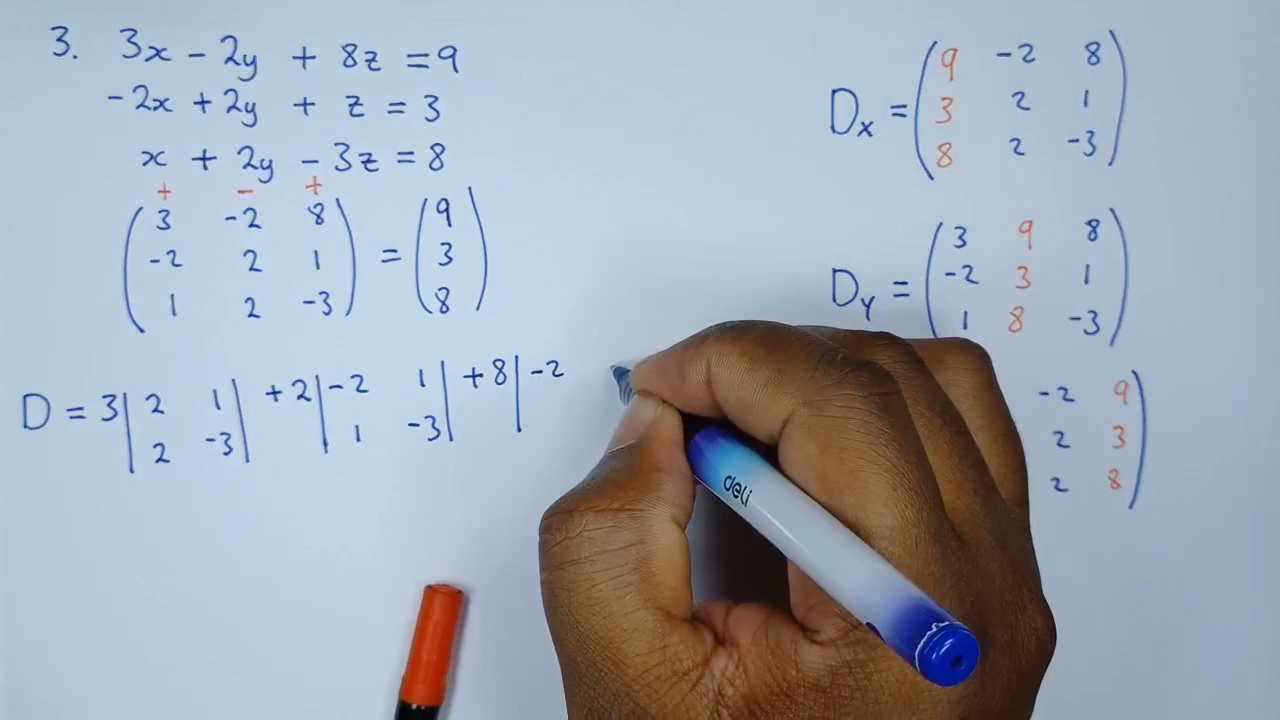 3. 3x - 2y + 8z = 9
-2x + 2y + z = 3
x + 2y - 3z = 8
+ - +
( 3 -2 8 ) ( 9 )
( -2 2 1 ) = ( 3 )
( 1 2 -3 ) ( 8 )
D = 3 | 2 1 | + 2 | -2 1 | + 8 | -2
| 2 -3 | | 1 -3 | |
( 9 -2 8 )
Dx = ( 3 2 1 )
( 8 2 -3 )
( 3 9 8 )
Dy = ( -2 3 1 )
( 1 8 -3 )
-2 9 )
2 3 )
2 8 )
deli